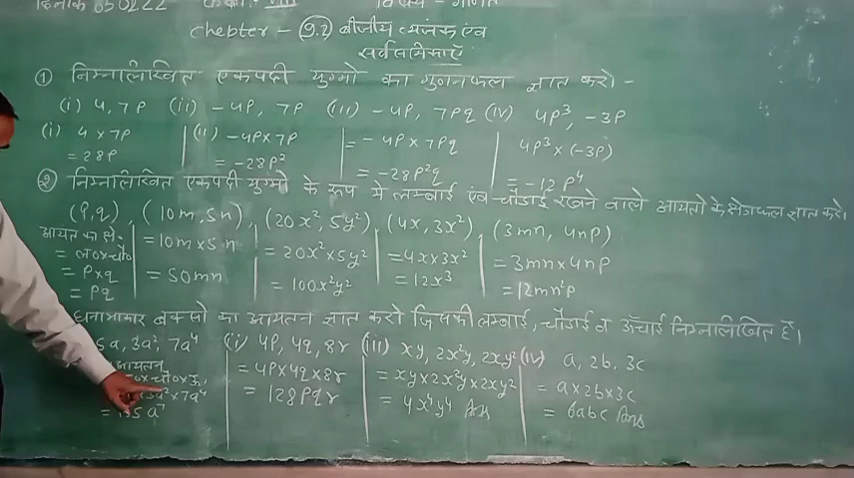 दिनांक
Chebter - (9.2) बीजीय व्यंजक एवं
सर्वसमिकाएँ
① निम्नलिखित एकपदी युग्मो का गुणनफल ज्ञात करो -
(i) 4, 7P (ii) -4P, 7P (iii) -4P, 7Pq (iv) 4P³, -3P
(i) 4 × 7P
= 28P
(ii) -4P×7P
= -28P²
= -4P × 7Pq
= -28P²q
4P³ × (-3P)
= -12P⁴
② निम्नलिखित एकपदी युग्मो के रूप में लम्बाई एंव चौडाई रखने वाले आयतो के क्षेत्रफल ज्ञात करो।
(P,q), (10m,5n), (20x², 5y²), (4x, 3x²), (3mn, 4nP)
आयत का क्षे॰-
= ल०×चौ०
= P×q
= Pq
= 10m×5n
= 50mn
= 20x²×5y²
= 100x²y²
= 4x×3x²
= 12x³
= 3mn×4nP
= 12mn²P
घनाभाकार बक्सो का आयतन ज्ञात करो जिसकी लम्बाई, चौडाई व ऊँचाई निम्नलिखित है।
5a, 3a², 7a⁴ (ii) 4P, 4q, 8r (iii) xy, 2x²y, 2xy² (iv) a, 2b, 3c
आयतन
×7a⁴
= 4P×4q×8r
= 128Pqr
= xy×2x²y×2xy²
= 4x⁴y⁴ Ans
= a×2b×3c
= 6abc Ans